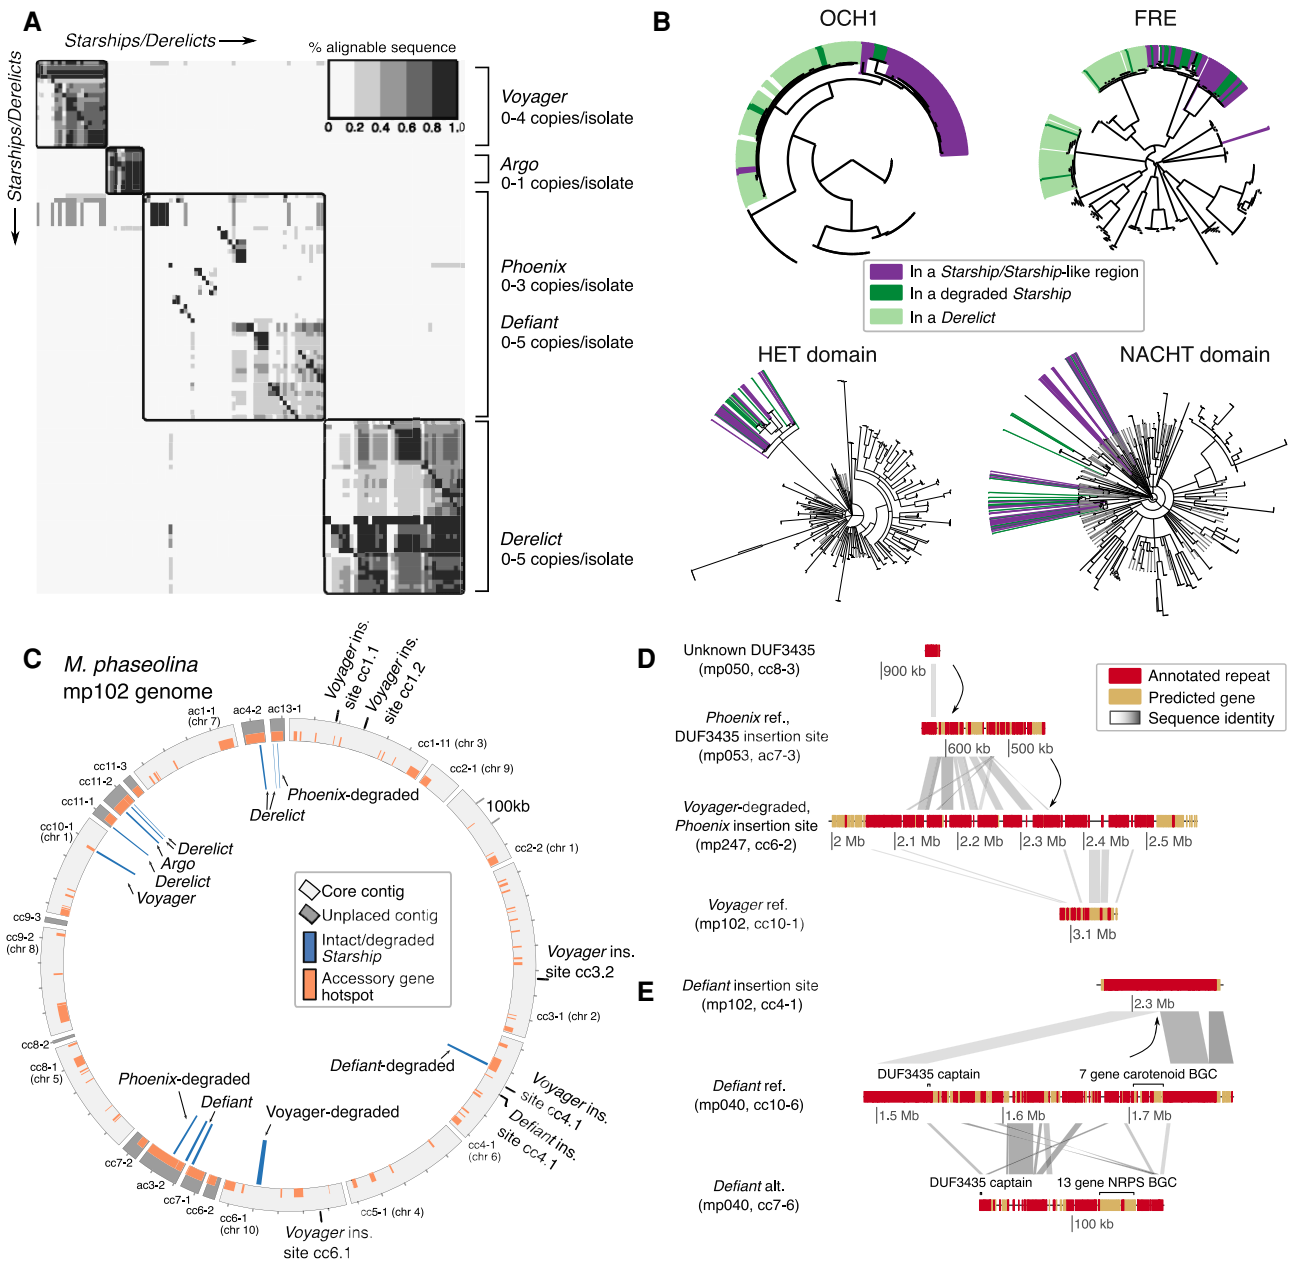 A
Starships/Derelicts
Starships/Derelicts
% alignable sequence
0 0.2 0.4 0.6 0.8 1.0
Voyager
0-4 copies/isolate
Argo
0-1 copies/isolate
Phoenix
0-3 copies/isolate
Defiant
0-5 copies/isolate
Derelict
0-5 copies/isolate
B
OCH1
FRE
In a Starship/Starship-like region
In a degraded Starship
In a Derelict
HET domain
NACHT domain
C
M. phaseolina
mp102 genome
ac1-1
(chr 7)
ac4-2
ac13-1
Voyager ins.
site cc1.1
Voyager ins.
site cc1.2
cc1-11 (chr 3)
cc2-1 (chr 9)
100kb
cc2-2 (chr 1)
Voyager ins.
site cc3.2
cc3-1 (chr 2)
Voyager ins.
site cc4.1
Defiant ins.
site cc4.1
cc4-1
(chr 6)
cc5-1 (chr 4)
Voyager ins.
site cc6.1
cc6-1
(chr 10)
cc6-2
cc7-1
ac3-2
cc7-2
cc8-1
(chr 5)
cc8-2
cc9-2
(chr 8)
cc9-3
cc10-1
(chr 1)
cc11-1
cc11-2
cc11-3
Phoenix-degraded
Derelict
Derelict
Argo
Derelict
Voyager
Core contig
Unplaced contig
Intact/degraded
Starship
Accessory gene
hotspot
Defiant-degraded
Phoenix-degraded
Defiant
Voyager-degraded
D
Unknown DUF3435
(mp050, cc8-3)
900 kb
Annotated repeat
Predicted gene
Sequence identity
Phoenix ref.,
DUF3435 insertion site
(mp053, ac7-3)
600 kb
500 kb
Voyager-degraded,
Phoenix insertion site
(mp247, cc6-2)
2 Mb
2.1 Mb
2.2 Mb
2.3 Mb
2.4 Mb
2.5 Mb
Voyager ref.
(mp102, cc10-1)
3.1 Mb
E
Defiant insertion site
(mp102, cc4-1)
2.3 Mb
DUF3435 captain
7 gene carotenoid BGC
Defiant ref.
(mp040, cc10-6)
1.5 Mb
1.6 Mb
1.7 Mb
DUF3435 captain
13 gene NRPS BGC
Defiant alt.
(mp040, cc7-6)
100 kb